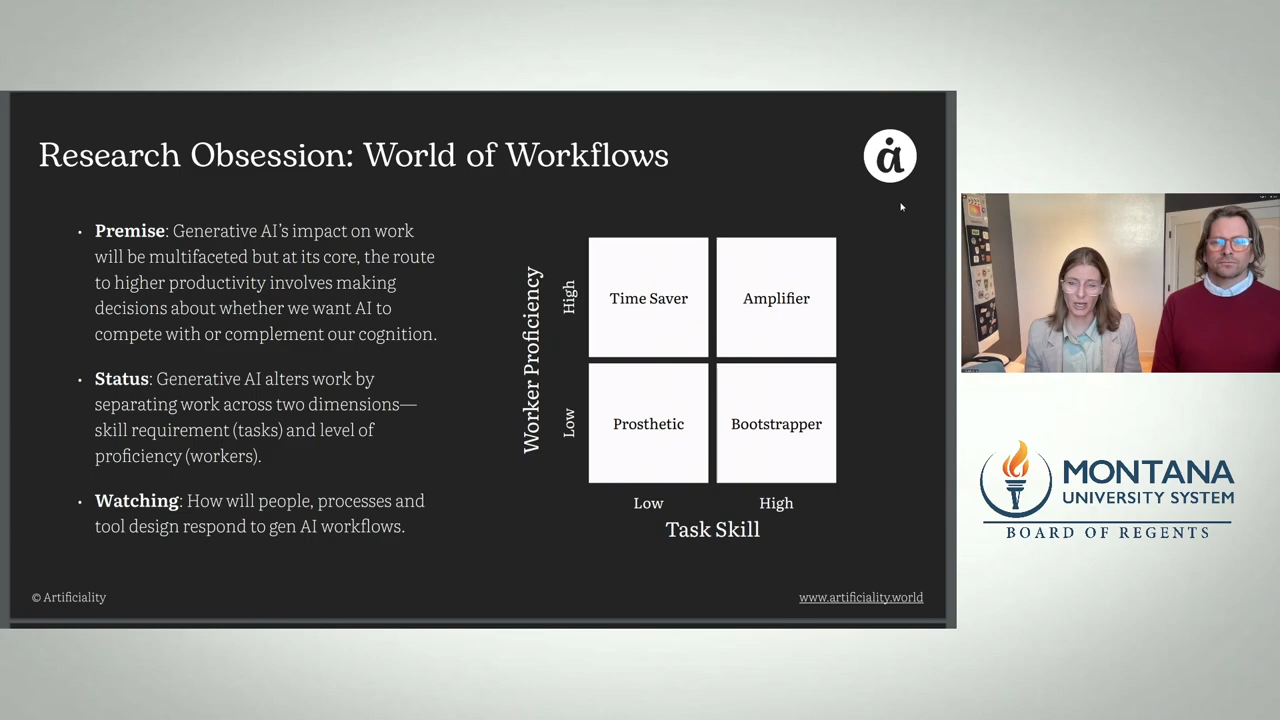 Research Obsession: World of Workflows
• Premise: Generative AI's impact on work
will be multifaceted but at its core, the route
to higher productivity involves making
decisions about whether we want AI to
compete with or complement our cognition.
• Status: Generative AI alters work by
separating work across two dimensions—
skill requirement (tasks) and level of
proficiency (workers).
• Watching: How will people, processes and
tool design respond to gen AI workflows.
Worker Proficiency
High
Low
Time Saver
Amplifier
Prosthetic
Bootstrapper
Low
High
Task Skill
© Artificiality
www.artificiality.world
MONTANA
UNIVERSITY SYSTEM
BOARD OF REGENTS